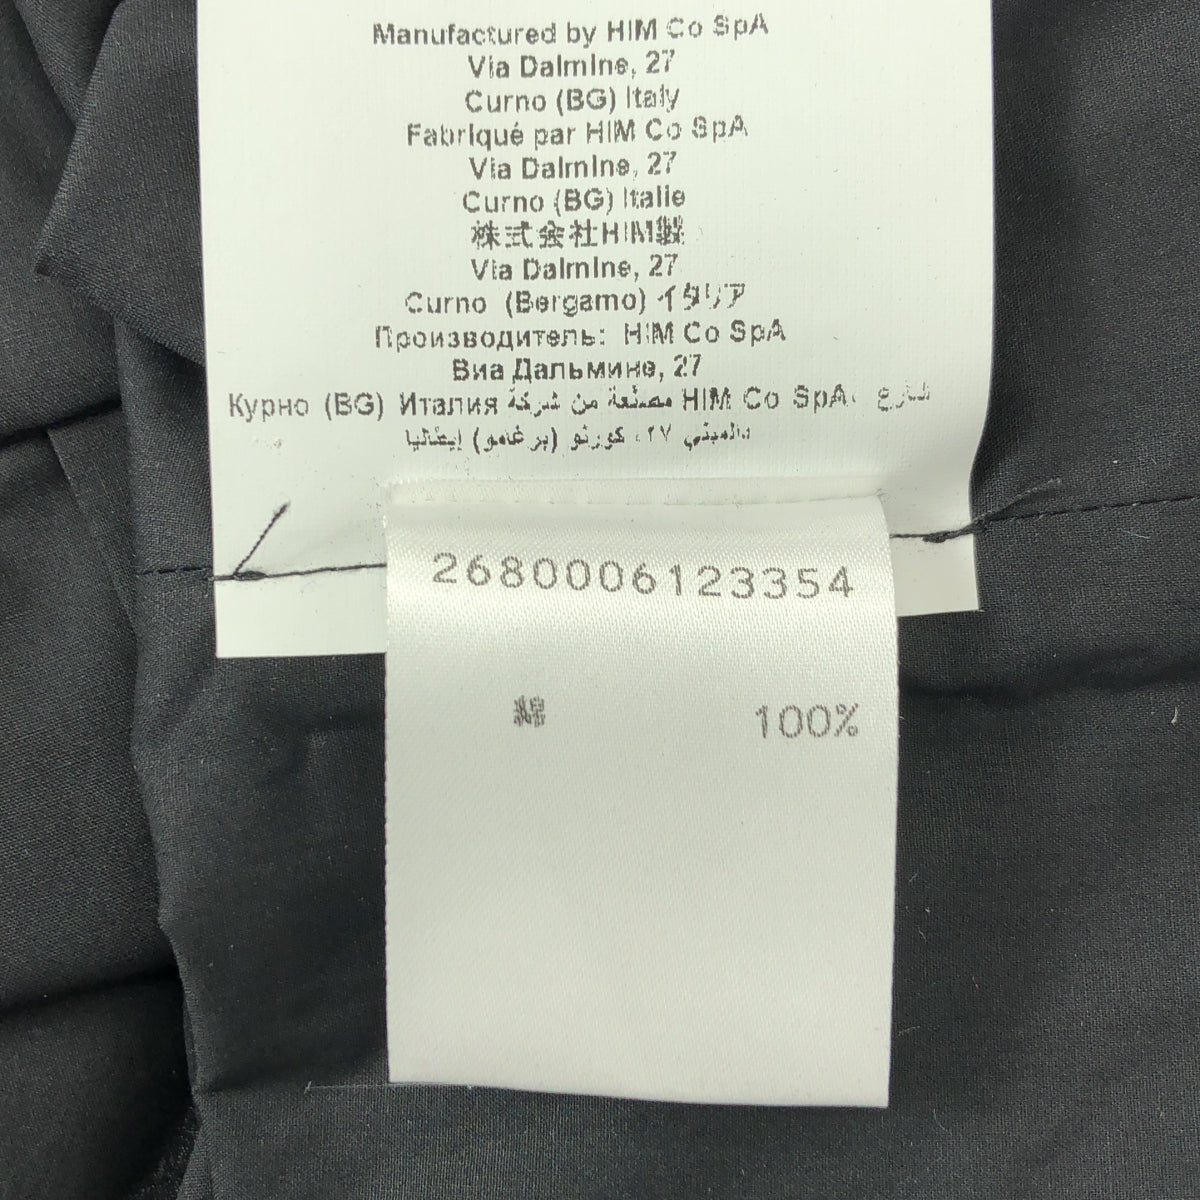 Manufactured by HIM Co SpA
Via Dalmine, 27
Curno (BG) Italy
Fabriqué par HIM Co SpA
Via Dalmine, 27
Curno (BG) Italie
株式会社HIM製
Via Dalmine, 27
Curno (Bergamo) イタリア
Производитель: HIM Co SpA
Виа Дальмине, 27
Курно (BG) Италия مصنّعة من شركة HIM Co SpA، شارع
دالميني ٢٧، كورنو (برغامو) إيطاليا
2680006123354
綿 100%